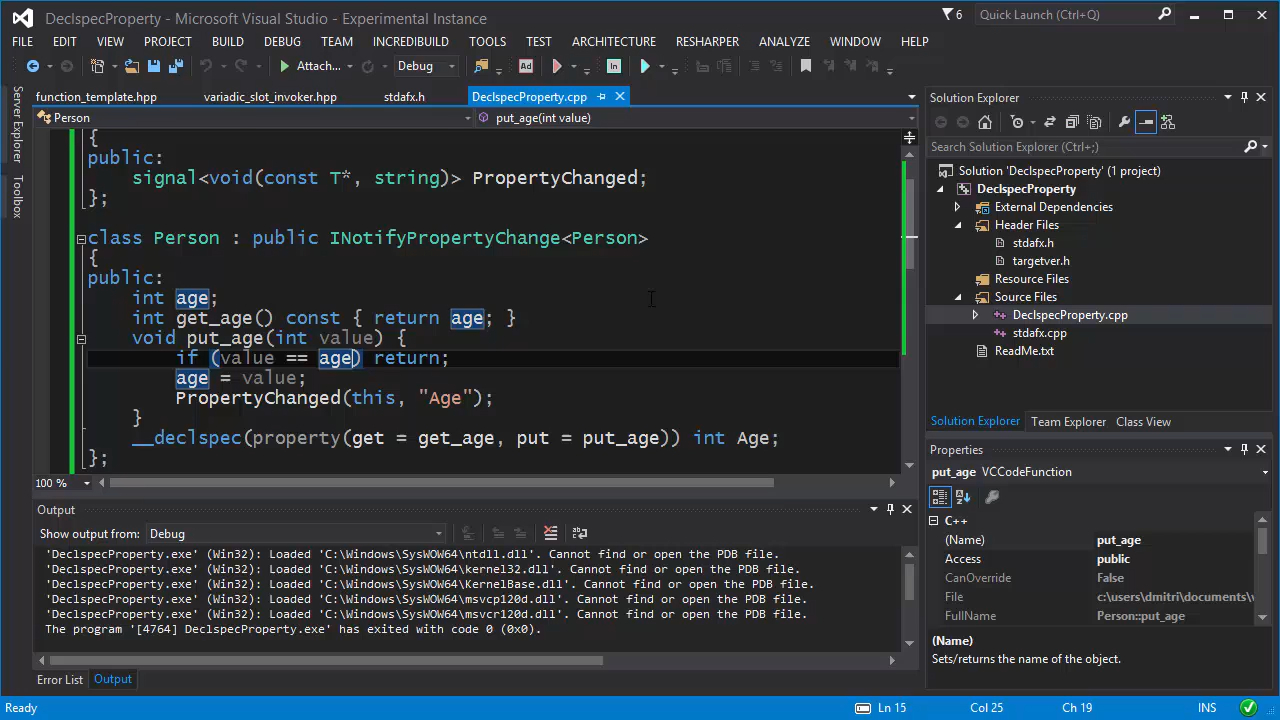 DeclspecProperty - Microsoft Visual Studio - Experimental Instance
6
Quick Launch (Ctrl+Q)
FILE EDIT VIEW PROJECT BUILD DEBUG TEAM INCREDIBUILD TOOLS TEST ARCHITECTURE RESHARPER ANALYZE WINDOW HELP
Attach... Debug
Server Explorer
Toolbox
function_template.hpp variadic_slot_invoker.hpp stdafx.h DeclspecProperty.cpp
Person put_age(int value)
{
public:
signal<void(const T*, string)> PropertyChanged;
};
class Person : public INotifyPropertyChange<Person>
{
public:
int age;
int get_age() const { return age; }
void put_age(int value) {
if (value == age) return;
age = value;
PropertyChanged(this, "Age");
}
__declspec(property(get = get_age, put = put_age)) int Age;
};
100 %
Output
Show output from: Debug
'DeclspecProperty.exe' (Win32): Loaded 'C:\Windows\SysWOW64\ntdll.dll'. Cannot find or open the PDB file.
'DeclspecProperty.exe' (Win32): Loaded 'C:\Windows\SysWOW64\kernel32.dll'. Cannot find or open the PDB file.
'DeclspecProperty.exe' (Win32): Loaded 'C:\Windows\SysWOW64\KernelBase.dll'. Cannot find or open the PDB file.
'DeclspecProperty.exe' (Win32): Loaded 'C:\Windows\SysWOW64\msvcp120d.dll'. Cannot find or open the PDB file.
'DeclspecProperty.exe' (Win32): Loaded 'C:\Windows\SysWOW64\msvcr120d.dll'. Cannot find or open the PDB file.
The program '[4764] DeclspecProperty.exe' has exited with code 0 (0x0).
Error List Output
Solution Explorer
Search Solution Explorer (Ctrl+;)
Solution 'DeclspecProperty' (1 project)
DeclspecProperty
External Dependencies
Header Files
stdafx.h
targetver.h
Resource Files
Source Files
DeclspecProperty.cpp
stdafx.cpp
ReadMe.txt
Solution Explorer Team Explorer Class View
Properties
put_age VCCodeFunction
C++
(Name) put_age
Access public
CanOverride False
File c:\users\dmitri\documents\v
FullName Person::put_age
(Name)
Sets/returns the name of the object.
Ready Ln 15 Col 25 Ch 19 INS